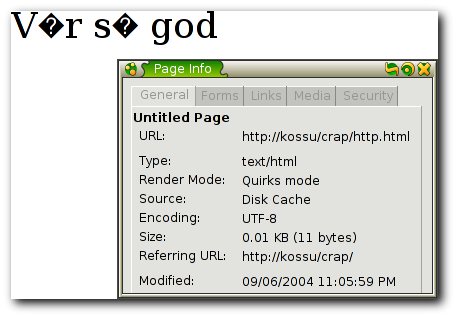 V�r s� god
Page Info
General Forms Links Media Security
Untitled Page
URL: http://kossu/crap/http.html
Type: text/html
Render Mode: Quirks mode
Source: Disk Cache
Encoding: UTF-8
Size: 0.01 KB (11 bytes)
Referring URL: http://kossu/crap/
Modified: 09/06/2004 11:05:59 PM